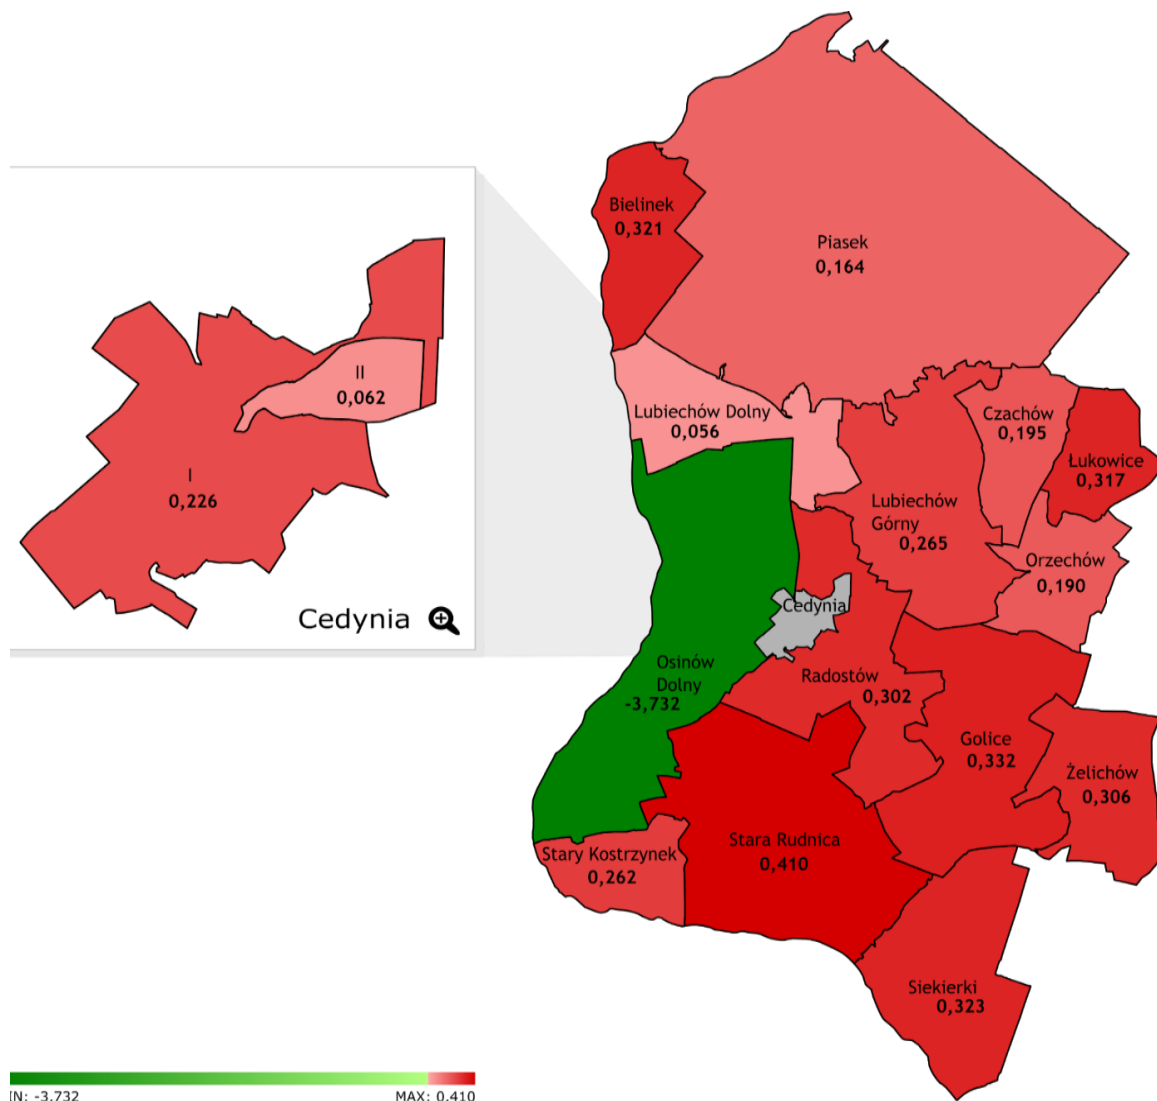 Bielinek
0,321
Piasek
0,164
II
0,062
I
0,226
Cedynia
Lubiechów Dolny
0,056
Czachów
0,195
Łukowice
0,317
Lubiechów
Górny
0,265
Orzechów
0,190
Cedynia
Osinów
Dolny
-3,732
Radostów
0,302
Golice
0,332
Żelichów
0,306
Stary Kostrzynek
0,262
Stara Rudnica
0,410
Siekierki
0,323
IN: -3.732
MAX: 0.410